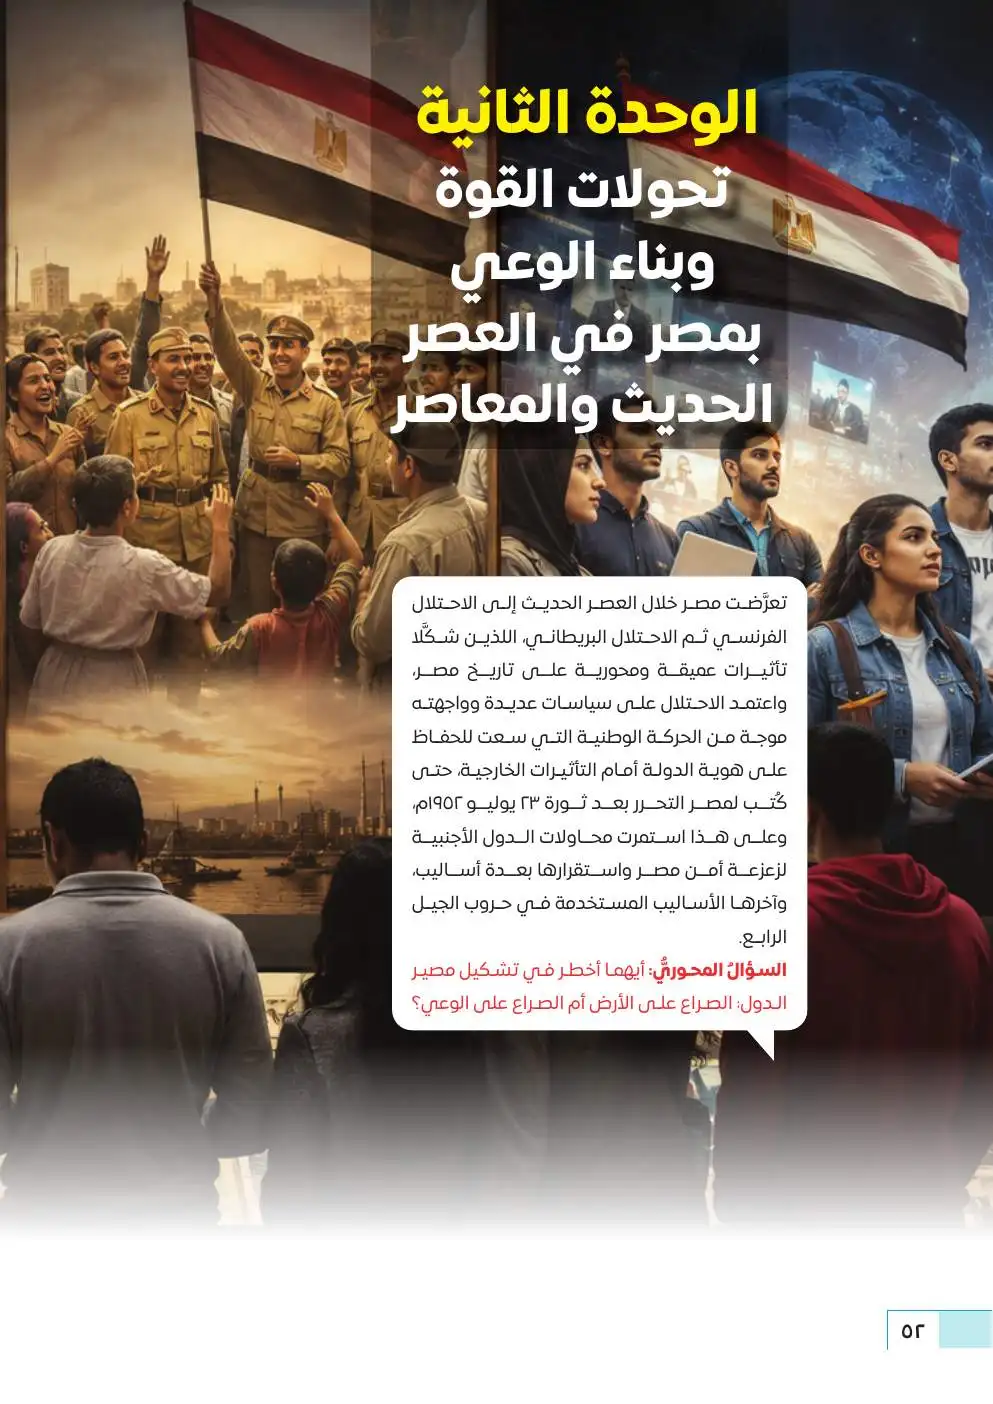 الوحدة الثانية
تحولات القوة
وبناء الوعي
بمصر في العصر
الحديث والمعاصر
تعرَّضت مصر خلال العصر الحديث إلى الاحتلال
الفرنسي ثم الاحتلال البريطاني، اللذين شكَّلا
تأثيرات عميقة ومحورية على تاريخ مصر،
واعتمد الاحتلال على سياسات عديدة وواجهته
موجة من الحركة الوطنية التي سعت للحفاظ
على هوية الدولة أمام التأثيرات الخارجية، حتى
كُتب لمصر التحرر بعد ثورة ٢٣ يوليو ١٩٥٢م،
وعلى هذا استمرت محاولات الدول الأجنبية
لزعزعة أمن مصر واستقرارها بعدة أساليب،
وآخرها الأساليب المستخدمة في حروب الجيل
الرابع.
السؤالُ المحوريُّ: أيهما أخطر في تشكيل مصير
الدول: الصراع على الأرض أم الصراع على الوعي؟
٥٢